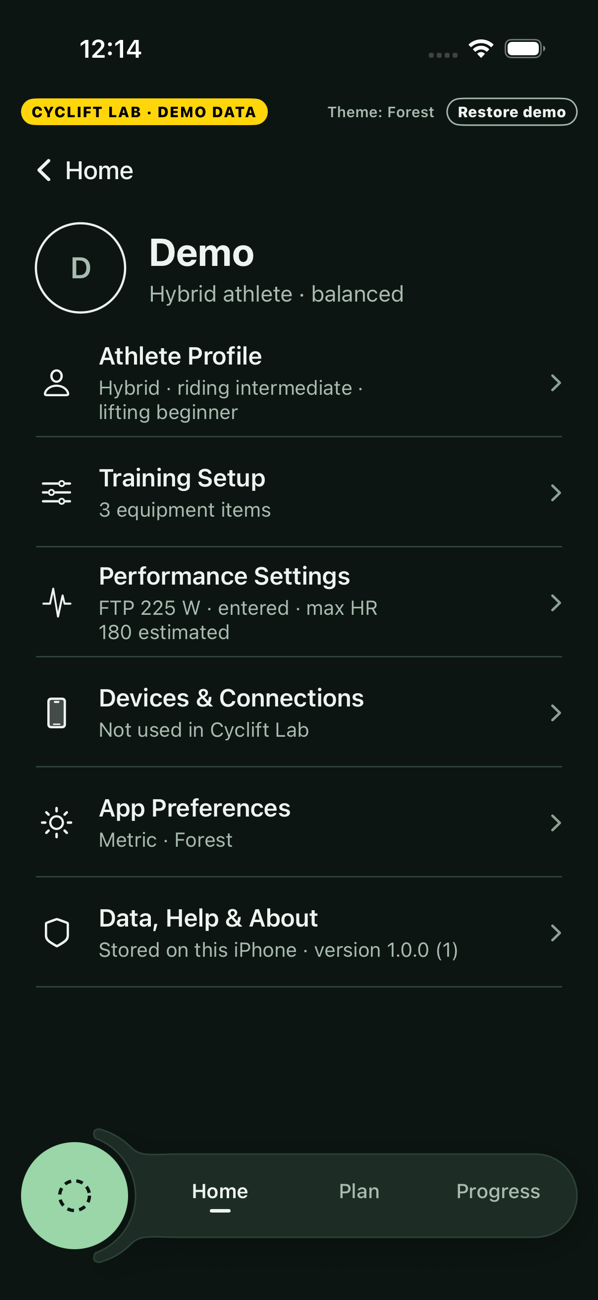 12:14
CYCLIFT LAB · DEMO DATA
Theme: Forest
Restore demo
Home
D
Demo
Hybrid athlete · balanced
Athlete Profile
Hybrid · riding intermediate ·
lifting beginner
Training Setup
3 equipment items
Performance Settings
FTP 225 W · entered · max HR
180 estimated
Devices & Connections
Not used in Cyclift Lab
App Preferences
Metric · Forest
Data, Help & About
Stored on this iPhone · version 1.0.0 (1)
Home
Plan
Progress